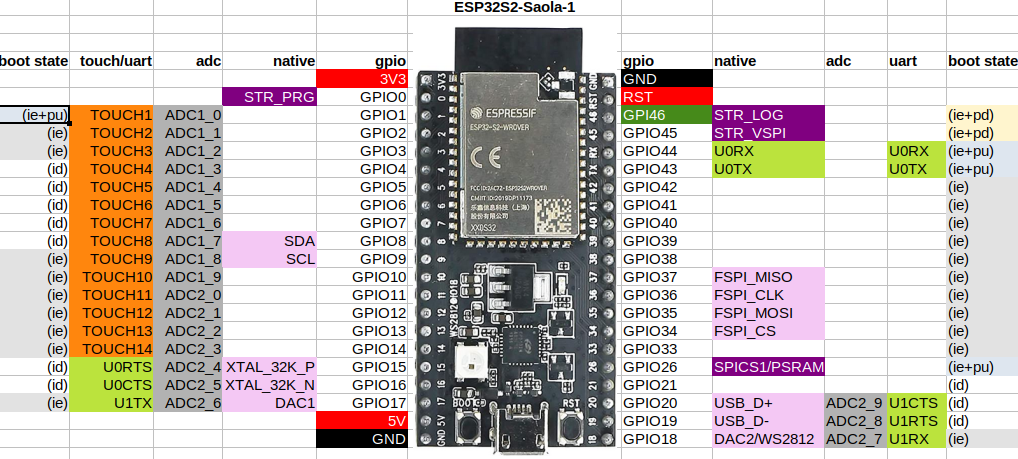 ESP32S2-Saola-1
boot state touch/uart adc native gpio gpio native adc uart boot state
3V3 GND
STR_PRG GPIO0 RST
(ie+pu) TOUCH1 ADC1_0 GPIO1 GPI46 STR_LOG (ie+pd)
(ie) TOUCH2 ADC1_1 GPIO2 GPIO45 STR_VSPI (ie+pd)
(ie) TOUCH3 ADC1_2 GPIO3 GPIO44 U0RX U0RX (ie+pu)
(id) TOUCH4 ADC1_3 GPIO4 GPIO43 U0TX U0TX (ie+pu)
(id) TOUCH5 ADC1_4 GPIO5 GPIO42 (ie)
(id) TOUCH6 ADC1_5 GPIO6 GPIO41 (ie)
(id) TOUCH7 ADC1_6 GPIO7 GPIO40 (ie)
(id) TOUCH8 ADC1_7 SDA GPIO8 GPIO39 (ie)
(ie) TOUCH9 ADC1_8 SCL GPIO9 GPIO38 (ie)
(ie) TOUCH10 ADC1_9 GPIO10 GPIO37 FSPI_MISO (ie)
(ie) TOUCH11 ADC2_0 GPIO11 GPIO36 FSPI_CLK (ie)
(ie) TOUCH12 ADC2_1 GPIO12 GPIO35 FSPI_MOSI (ie)
(ie) TOUCH13 ADC2_2 GPIO13 GPIO34 FSPI_CS (ie)
(ie) TOUCH14 ADC2_3 GPIO14 GPIO33 (ie)
(id) U0RTS ADC2_4 XTAL_32K_P GPIO15 GPIO26 SPICS1/PSRAM (ie+pu)
(id) U0CTS ADC2_5 XTAL_32K_N GPIO16 GPIO21 (id)
(ie) U1TX ADC2_6 DAC1 GPIO17 GPIO20 USB_D+ ADC2_9 U1CTS (id)
5V GPIO19 USB_D- ADC2_8 U1RTS (id)
GND GPIO18 DAC2/WS2812 ADC2_7 U1RX (ie)
ESPRESSIF
ESP32-S2-WROVER
CE
FCC ID:2AC7Z-ESPS2WROVER
CMIIT ID:2019DP11173
乐鑫信息科技（上海）
股份有限公司
XX0S32
3V3 0 1 2 3 4 5 6 7 8 9 10 11 12 13 14 15 16 17 5V GND
GND RST 46 45 RX TX 42 41 40 39 38 37 36 35 34 33 26 21 20 19 18
BOOT
RST